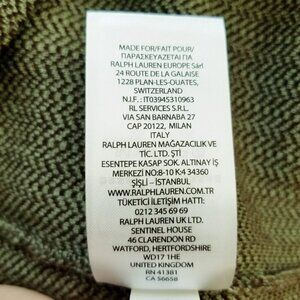 MADE FOR/FAIT POUR/
ΠΑΡΑΣΚΕΥΑΖΕΤΑΙ ΓΙΑ
RALPH LAUREN EUROPE Sàrl
24 ROUTE DE LA GALAISE
1228 PLAN-LES-OUATES,
SWITZERLAND
N.I.F. : IT03945310963
RL SERVICES S.R.L.
VIA SAN BARNABA 27
CAP 20122, MILAN
ITALY
RALPH LAUREN MAĞAZACILIK VE
TİC. LTD. ŞTİ
ESENTEPE KASAP SOK. ALTINAY İŞ
MERKEZİ NO:8-10 K:4 34360
ŞİŞLİ - İSTANBUL
WWW.RALPHLAUREN.COM.TR
TÜKETİCİ İLETİŞİM HATTI:
0212 345 69 69
RALPH LAUREN UK LTD.
SENTINEL HOUSE
46 CLARENDON RD
WATFORD, HERTFORDSHIRE
WD17 1HE
UNITED KINGDOM
RN 41381
CA 56658